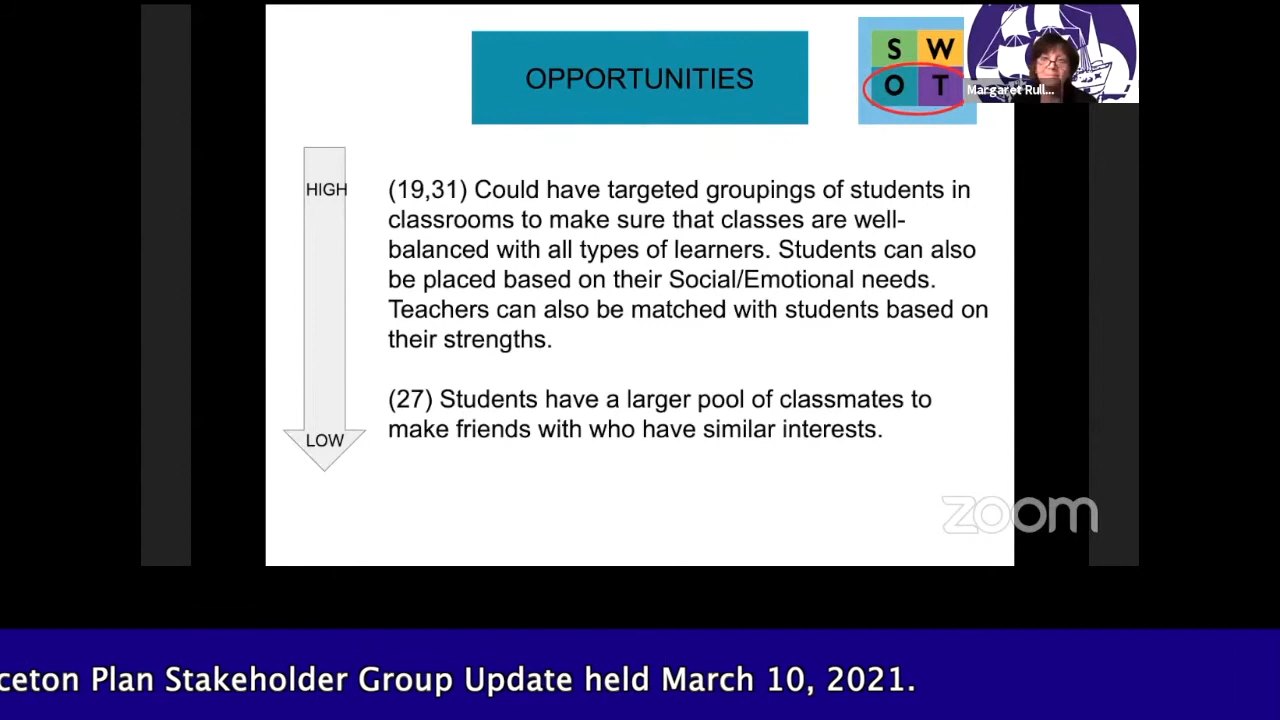 OPPORTUNITIES
S W
O T
Margaret Rull...
HIGH
(19,31) Could have targeted groupings of students in
classrooms to make sure that classes are well-
balanced with all types of learners. Students can also
be placed based on their Social/Emotional needs.
Teachers can also be matched with students based on
their strengths.
(27) Students have a larger pool of classmates to
make friends with who have similar interests.
LOW
zoom
ceton Plan Stakeholder Group Update held March 10, 2021.